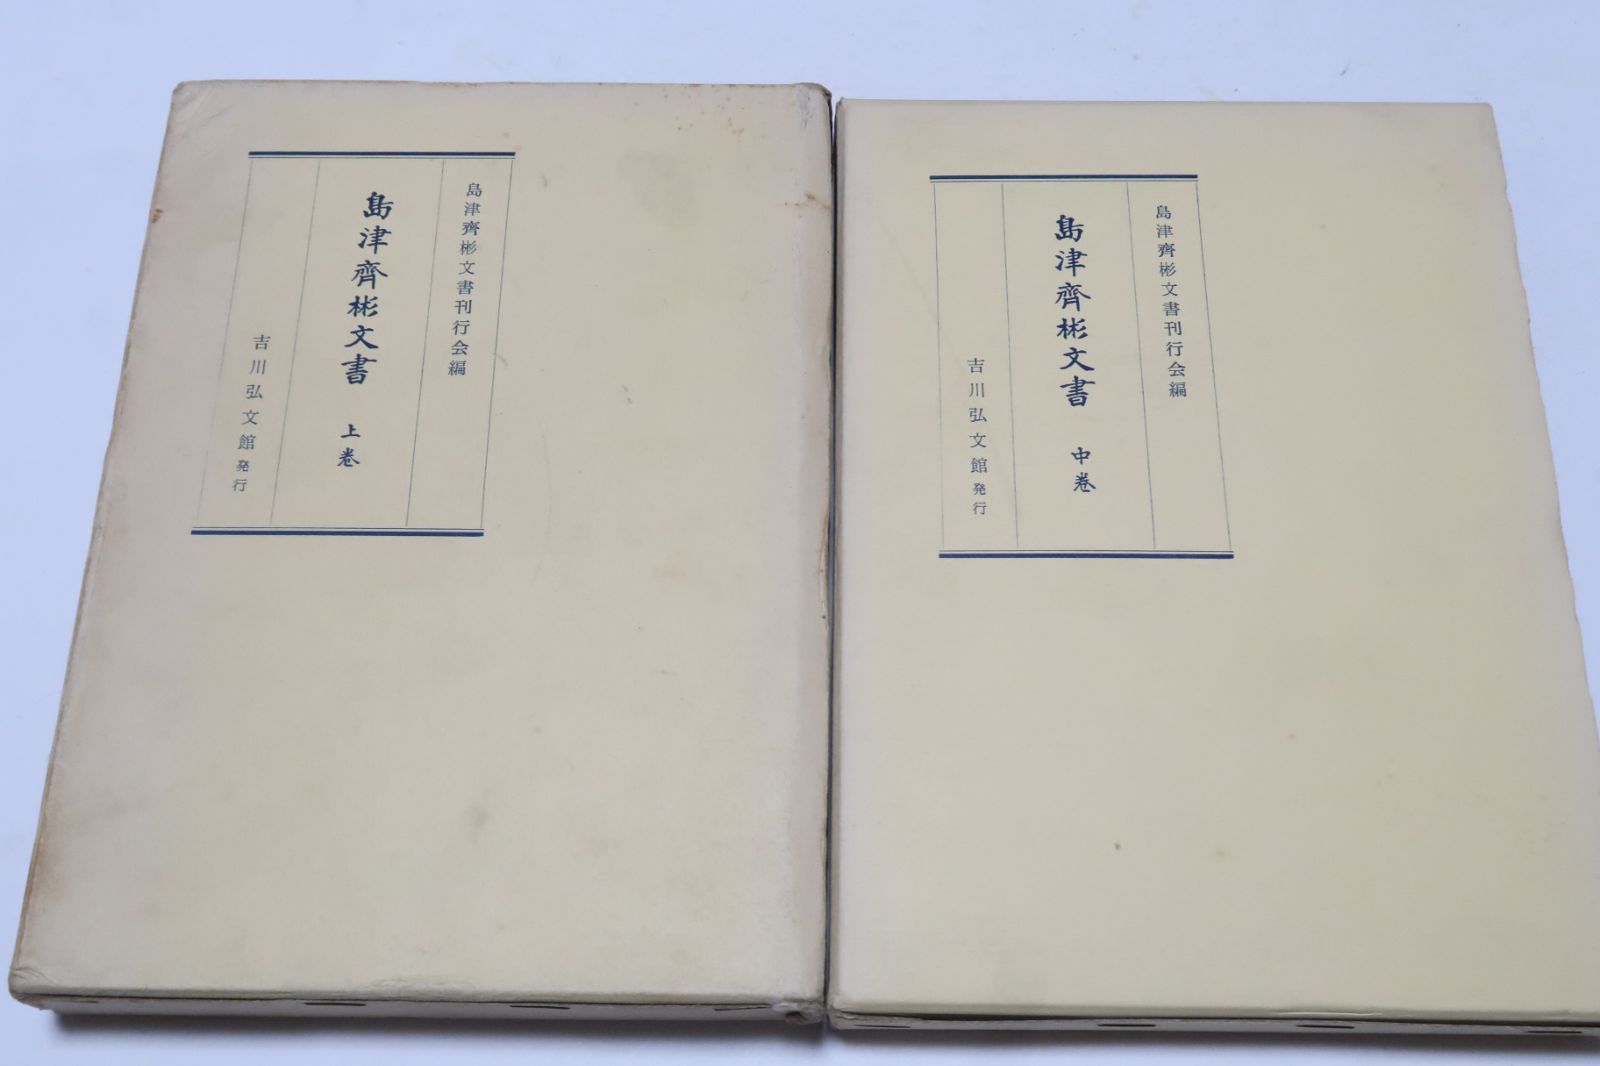 島津齊彬文書刊行会編
島津齊彬文書 上巻
吉川弘文館発行
島津齊彬文書刊行会編
島津齊彬文書 中巻
吉川弘文館発行